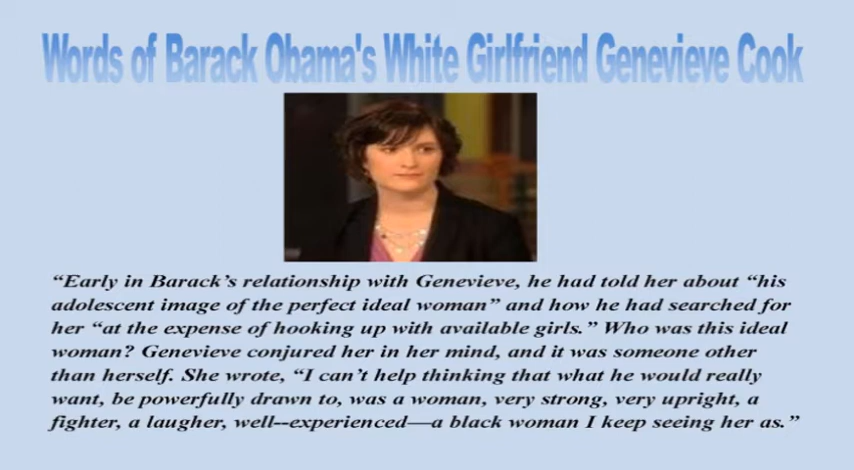 Words of Barack Obama's White Girlfriend Genevieve Cook
“Early in Barack’s relationship with Genevieve, he had told her about “his
adolescent image of the perfect ideal woman” and how he had searched for
her “at the expense of hooking up with available girls.” Who was this ideal
woman? Genevieve conjured her in her mind, and it was someone other
than herself. She wrote, “I can’t help thinking that what he would really
want, be powerfully drawn to, was a woman, very strong, very upright, a
fighter, a laugher, well--experienced—a black woman I keep seeing her as.”